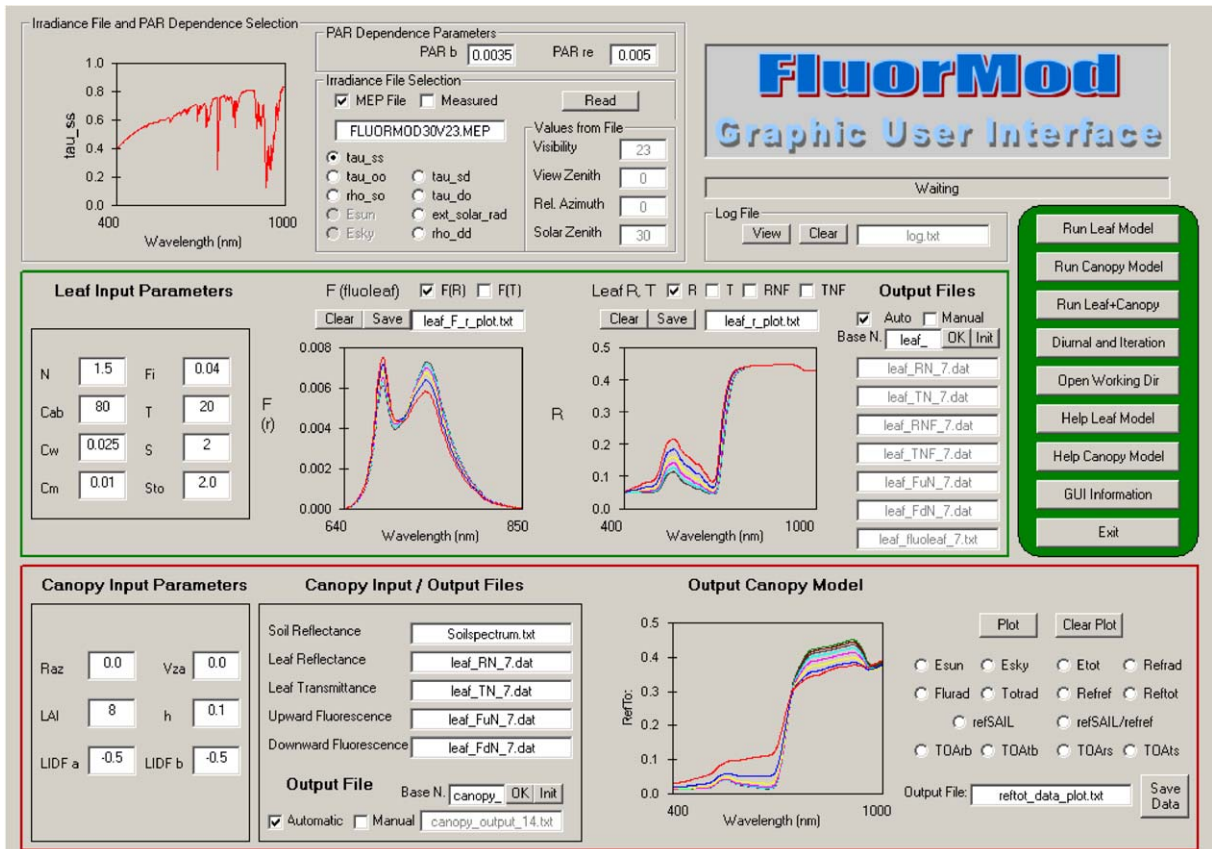 Irradiance File and PAR Dependence Selection
1.0
0.8
0.6
0.4
0.2
0.0
tau_ss
400
1000
Wavelength (nm)
PAR Dependence Parameters
PAR b 0.0035 PAR re 0.005
Irradiance File Selection
MEP File Measured Read
FLUORMOD30V23.MEP
tau_ss
tau_oo tau_sd
rho_so tau_do
Esun ext_solar_rad
Esky rho_dd
Values from File
Visibility 23
View Zenith 0
Rel. Azimuth 0
Solar Zenith 30
FluorMod
Graphic User Interface
Waiting
Log File
View Clear log.txt
Run Leaf Model
Run Canopy Model
Run Leaf+Canopy
Diurnal and Iteration
Open Working Dir
Help Leaf Model
Help Canopy Model
GUI Information
Exit
Leaf Input Parameters
N 1.5 Fi 0.04
Cab 80 T 20
Cw 0.025 S 2
Cm 0.01 Sto 2.0
F (fluoleaf) F(R) F(T)
Clear Save leaf_F_r_plot.txt
0.008
0.006
0.004
0.002
0.000
F
(r)
640
850
Wavelength (nm)
Leaf R, T R T RNF TNF
Clear Save leaf_r_plot.txt
0.5
0.4
0.3
0.2
0.1
0.0
R
400
1000
Wavelength (nm)
Output Files
Auto Manual
Base N. leaf_ OK Init
leaf_RN_7.dat
leaf_TN_7.dat
leaf_RNF_7.dat
leaf_TNF_7.dat
leaf_FuN_7.dat
leaf_FdN_7.dat
leaf_fluoleaf_7.txt
Canopy Input Parameters
Raz 0.0 Vza 0.0
LAI 8 h 0.1
LIDF a -0.5 LIDF b -0.5
Canopy Input / Output Files
Soil Reflectance Soilspectrum.txt
Leaf Reflectance leaf_RN_7.dat
Leaf Transmittance leaf_TN_7.dat
Upward Fluorescence leaf_FuN_7.dat
Downward Fluorescence leaf_FdN_7.dat
Output File Base N. canopy_ OK Init
Automatic Manual canopy_output_14.txt
Output Canopy Model
0.5
0.4
0.3
0.2
0.1
0.0
RefTo:
400
1000
Wavelength (nm)
Plot Clear Plot
Esun Esky Etot Refrad
Flurad Totrad Refref Reftot
refSAIL refSAIL/refref
TOArb TOAtb TOArs TOAts
Output File: reftot_data_plot.txt Save Data